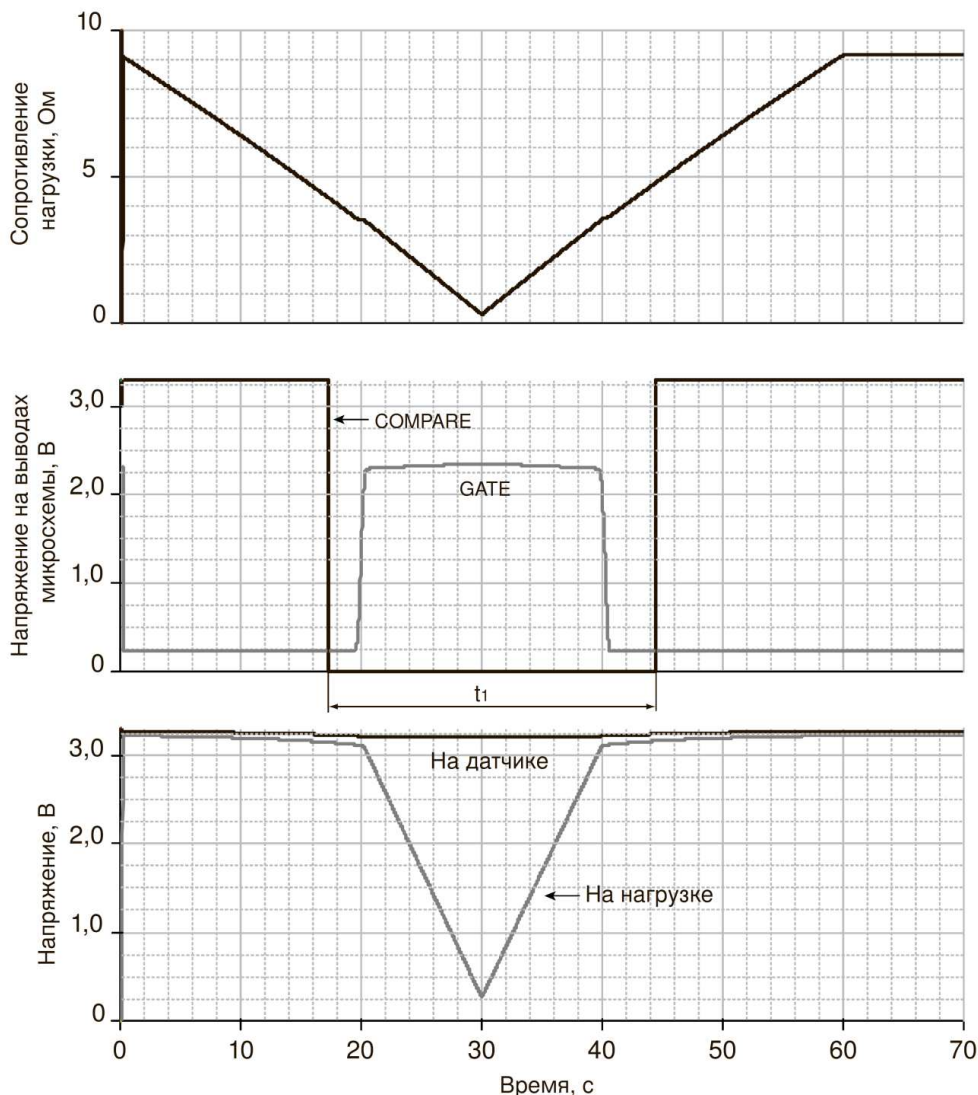 10
5
0
Сопротивление
нагрузки, Ом
3,0
2,0
1,0
0
Напряжение на выводах
микросхемы, В
COMPARE
GATE
t1
3,0
2,0
1,0
0
Напряжение, В
На датчике
На нагрузке
0 10 20 30 40 50 60 70
Время, с